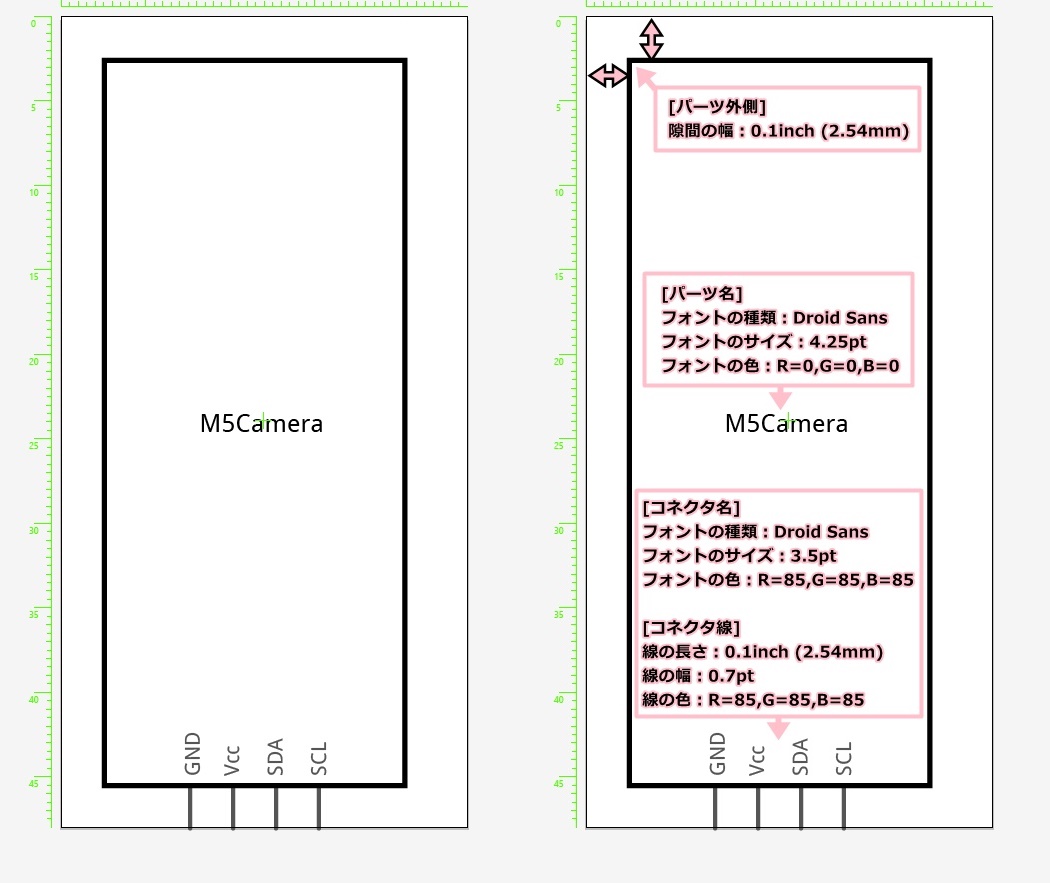 0
5
10
15
20
25
30
35
40
45
M5Camera
GND
Vcc
SDA
SCL
0
5
10
15
20
25
30
35
40
45
[パーツ外側]
隙間の幅：0.1inch (2.54mm)
[パーツ名]
フォントの種類：Droid Sans
フォントのサイズ：4.25pt
フォントの色：R=0,G=0,B=0
M5Camera
[コネクタ名]
フォントの種類：Droid Sans
フォントのサイズ：3.5pt
フォントの色：R=85,G=85,B=85
[コネクタ線]
線の長さ：0.1inch (2.54mm)
線の幅：0.7pt
線の色：R=85,G=85,B=85
GND
Vcc
SDA
SCL